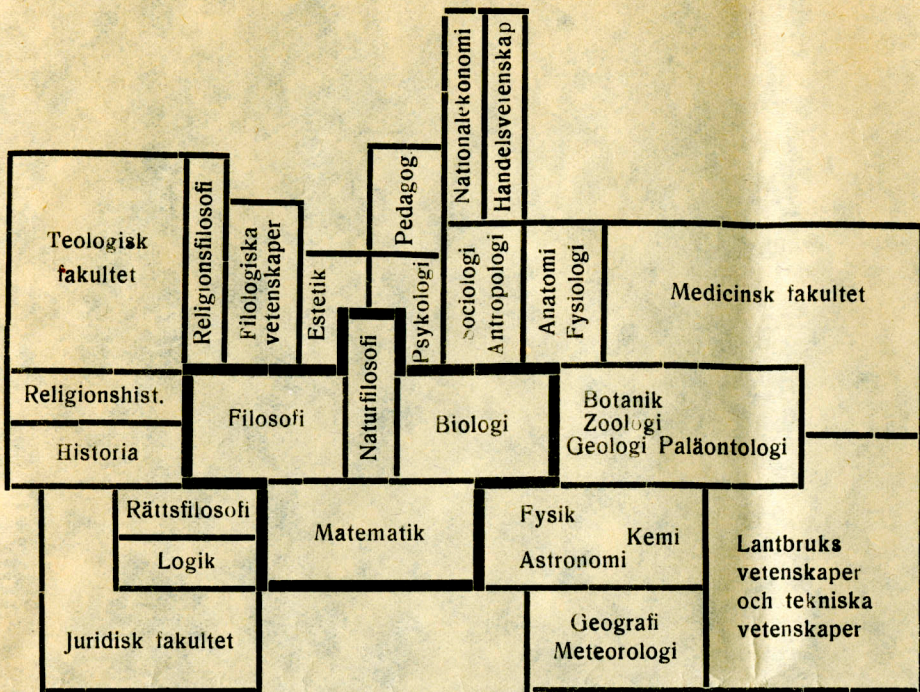 Nationalekonomi
Handelsvetenskap
Pedagog.
Teologisk
fakultet
Religionsfilosofi
Filologiska
vetenskaper
Estetik
Psykologi
Sociologi
Antropologi
Anatomi
Fysiologi
Medicinsk fakultet
Religionshist.
Historia
Filosofi
Naturfilosofi
Biologi
Botanik
Zoologi
Geologi Paläontologi
Rättsfilosofi
Logik
Matematik
Fysik
Kemi
Astronomi
Lantbruks
vetenskaper
och tekniska
vetenskaper
Juridisk fakultet
Geografi
Meteorologi